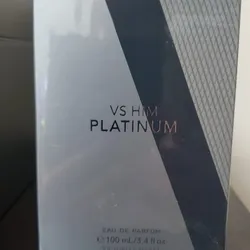 VS HIM
PLATINUM
EAU DE PARFUM
℮ 100 mL/3.4 fl oz